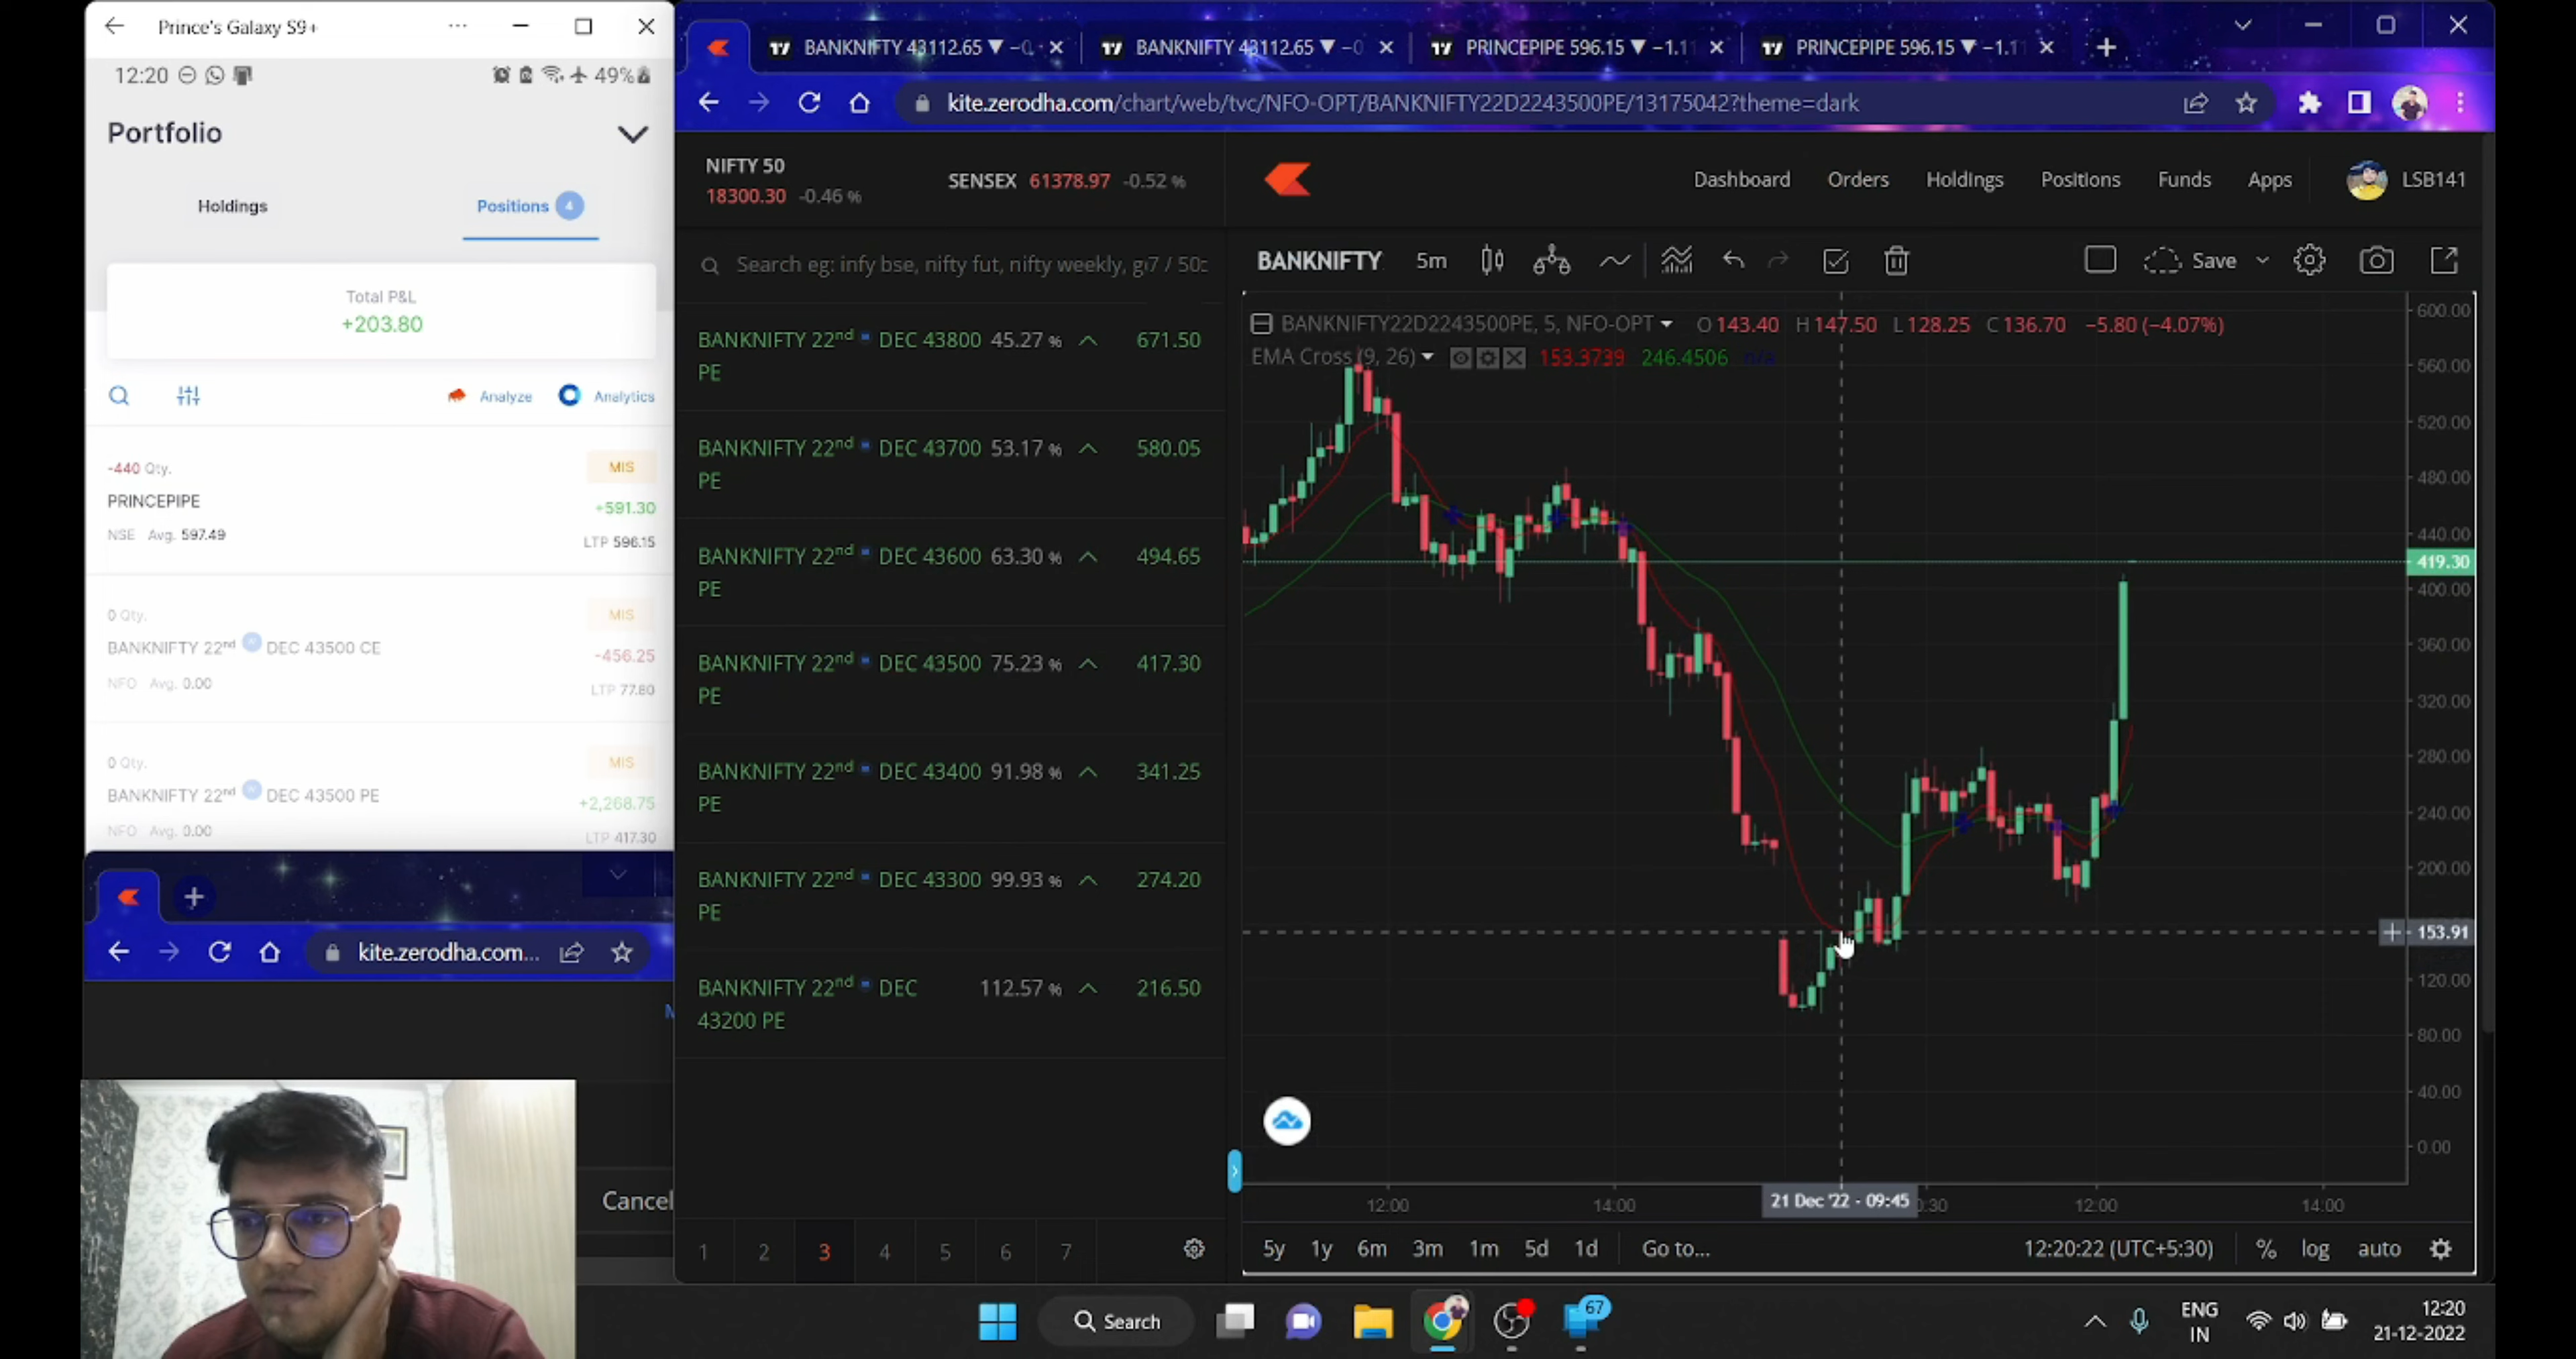 Prince's Galaxy S9+
12:20
49%
Portfolio
Holdings
Positions 4
Total P&L
+203.80
Analyze
Analytics
-440 Qty.
MIS
PRINCEPIPE
+591.30
NSE Avg. 597.49
LTP 596.15
0 Qty.
MIS
BANKNIFTY 22nd DEC 43500 CE
-456.25
NFO Avg. 0.00
LTP 77.80
0 Qty.
MIS
BANKNIFTY 22nd DEC 43500 PE
+2,268.75
NFO Avg. 0.00
LTP 417.30
kite.zerodha.com...
Cancel
BANKNIFTY 43112.65 ▼ −0.
BANKNIFTY 43112.65 ▼ −0
PRINCEPIPE 596.15 ▼ −1.1
PRINCEPIPE 596.15 ▼ −1.1
kite.zerodha.com/chart/web/tvc/NFO-OPT/BANKNIFTY22D2243500PE/13175042?theme=dark
NIFTY 50
18300.30 -0.46 %
SENSEX 61378.97 -0.52 %
Dashboard Orders Holdings Positions Funds Apps LSB141
Search eg: infy bse, nifty fut, nifty weekly, g 7 / 50
BANKNIFTY 22nd DEC 43800 45.27 % 671.50
PE
BANKNIFTY 22nd DEC 43700 53.17 % 580.05
PE
BANKNIFTY 22nd DEC 43600 63.30 % 494.65
PE
BANKNIFTY 22nd DEC 43500 75.23 % 417.30
PE
BANKNIFTY 22nd DEC 43400 91.98 % 341.25
PE
BANKNIFTY 22nd DEC 43300 99.93 % 274.20
PE
BANKNIFTY 22nd DEC 112.57 % 216.50
43200 PE
1 2 3 4 5 6 7
BANKNIFTY 5m Save
BANKNIFTY22D2243500PE, 5, NFO-OPT O143.40 H147.50 L128.25 C136.70 −5.80 (−4.07%)
EMA Cross (9, 26) 153.3739 246.4506 n/a
600.00
560.00
520.00
480.00
440.00
419.30
400.00
360.00
320.00
280.00
240.00
200.00
153.91
120.00
80.00
40.00
0.00
12:00 14:00 21 Dec '22 - 09:45 :30 12:00 14:00
5y 1y 6m 3m 1m 5d 1d Go to... 12:20:22 (UTC+5:30) % log auto
Search
67
ENG
IN
12:20
21-12-2022